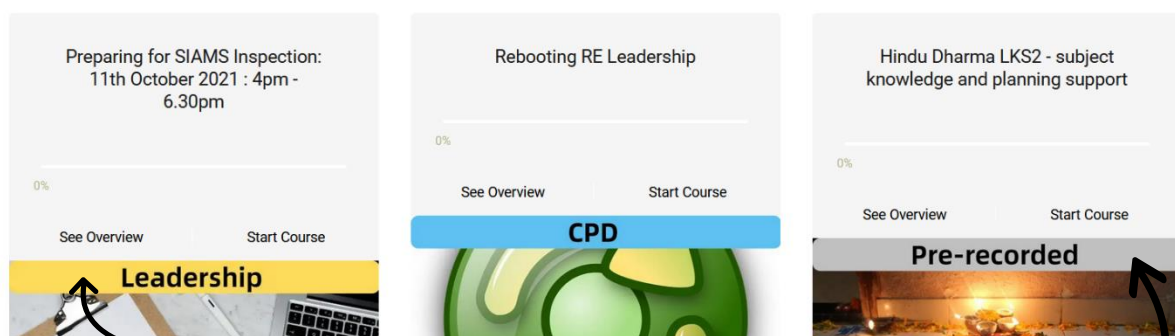 Preparing for SIAMS Inspection:
11th October 2021 : 4pm -
6.30pm
0%
See Overview
Start Course
Leadership
Rebooting RE Leadership
0%
See Overview
Start Course
CPD
Hindu Dharma LKS2 - subject
knowledge and planning support
0%
See Overview
Start Course
Pre-recorded